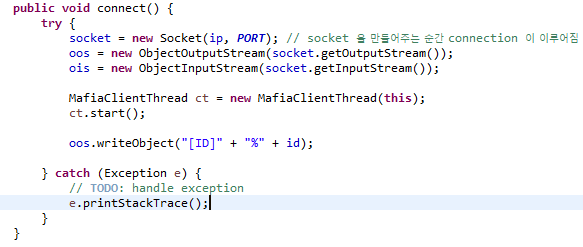 public void connect() {
    try {
        socket = new Socket(ip, PORT); // socket 을 만들어주는 순간 connection 이 이루어짐
        oos = new ObjectOutputStream(socket.getOutputStream());
        ois = new ObjectInputStream(socket.getInputStream());

        MafiaClientThread ct = new MafiaClientThread(this);
        ct.start();

        oos.writeObject("[ID]" + "%" + id);

    } catch (Exception e) {
        // TODO: handle exception
        e.printStackTrace();
    }
}